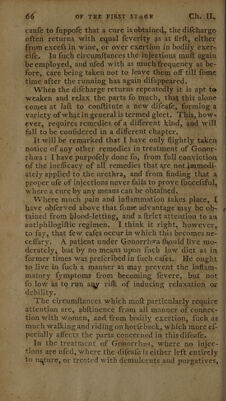 66 OF THE FIRST STAGE Ch. II,
cause to suppose that a cure is obtained, the discharge
often returns with equal severity as at first, either
from excess in wine, or over exertion in bodily exer-
cise. In such circumstances the injections must again
be employed, and used with as much frequency as be-
fore, care being taken not to leave them off till some
time after the running has again disappeared.
When the discharge returns repeatedly it is apt to
weaken and relax the parts so much, that this alone
comes at last to constitute a new disease, forming a
variety of what in general is termed gleet. This, how-
ever, requires remedies of a different kind, and will
fall to be considered in a different chapter.
It will be remarked that I have only slightly taken
notice of any other remedies in treatment of Gonor-
rhœa: I have purposely done so, from full conviction
of the inefficacy of all remedies that are not immedi-
ately applied to the urethra, and from finding that a
proper use of injections never fails to prove successful,
where a cure by any means can be obtained.
Where much pain and inflammation takes place, I
have observed above that some advantage may be ob-
tained from blood-letting, and a strict attention to an
antiphlogistic regimen. I think it right, however,
to say, that few cases occur in which this becomes ne-
cessary. A patient under Gonorrhœa should live mo-
derately, but by no means upon such low diet as in
former times was prescribed in such cases. He ought
to live in such a manner as may prevent the inflam-
matory symptoms from becoming severe, but not
so low as to run any risk of inducing relaxation or
debility.
The circumstances which most particularly require
attention are, abstinence from all manner of connec-
tion with women, and from bodily exertion, such as
much walking and riding on horseback, which more es-
pecially affects the parts concerned in this disease.
In the treatment of Gonorrhœa, where no injec-
tions are used, where the disease is either left entirely
to nature, or treated with demulcents and purgatives,